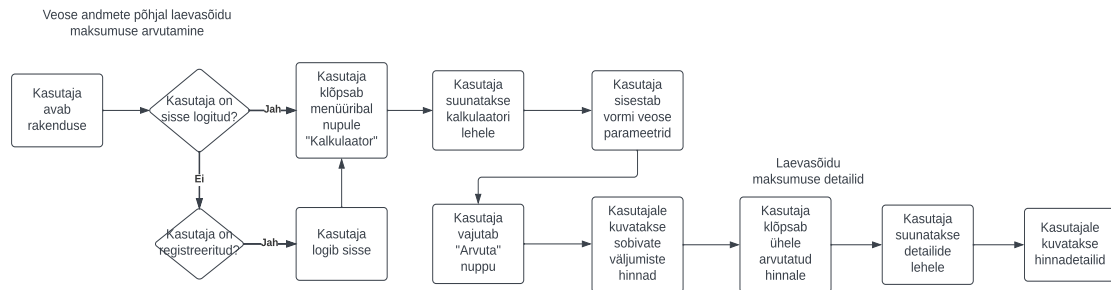 Veose andmete põhjal laevasõidu
maksumuse arvutamine
Kasutaja
avab
rakenduse
Kasutaja on
sisse logitud?
Jah
Kasutaja
klõpsab
menüüribal
nupule
"Kalkulaator"
Kasutaja
suunatakse
kalkulaatori
lehele
Kasutaja
sisestab
vormi veose
parameetrid
Ei
Kasutaja on
registreeritud?
Jah
Kasutaja
logib sisse
Kasutaja
vajutab
"Arvuta"
nuppu
Kasutajale
kuvatakse
sobivate
väljumiste
hinnad
Laevasõidu
maksumuse detailid
Kasutaja
klõpsab
ühele
arvutatud
hinnale
Kasutaja
suunatakse
detailide
lehele
Kasutajale
kuvatakse
hinnadetailid